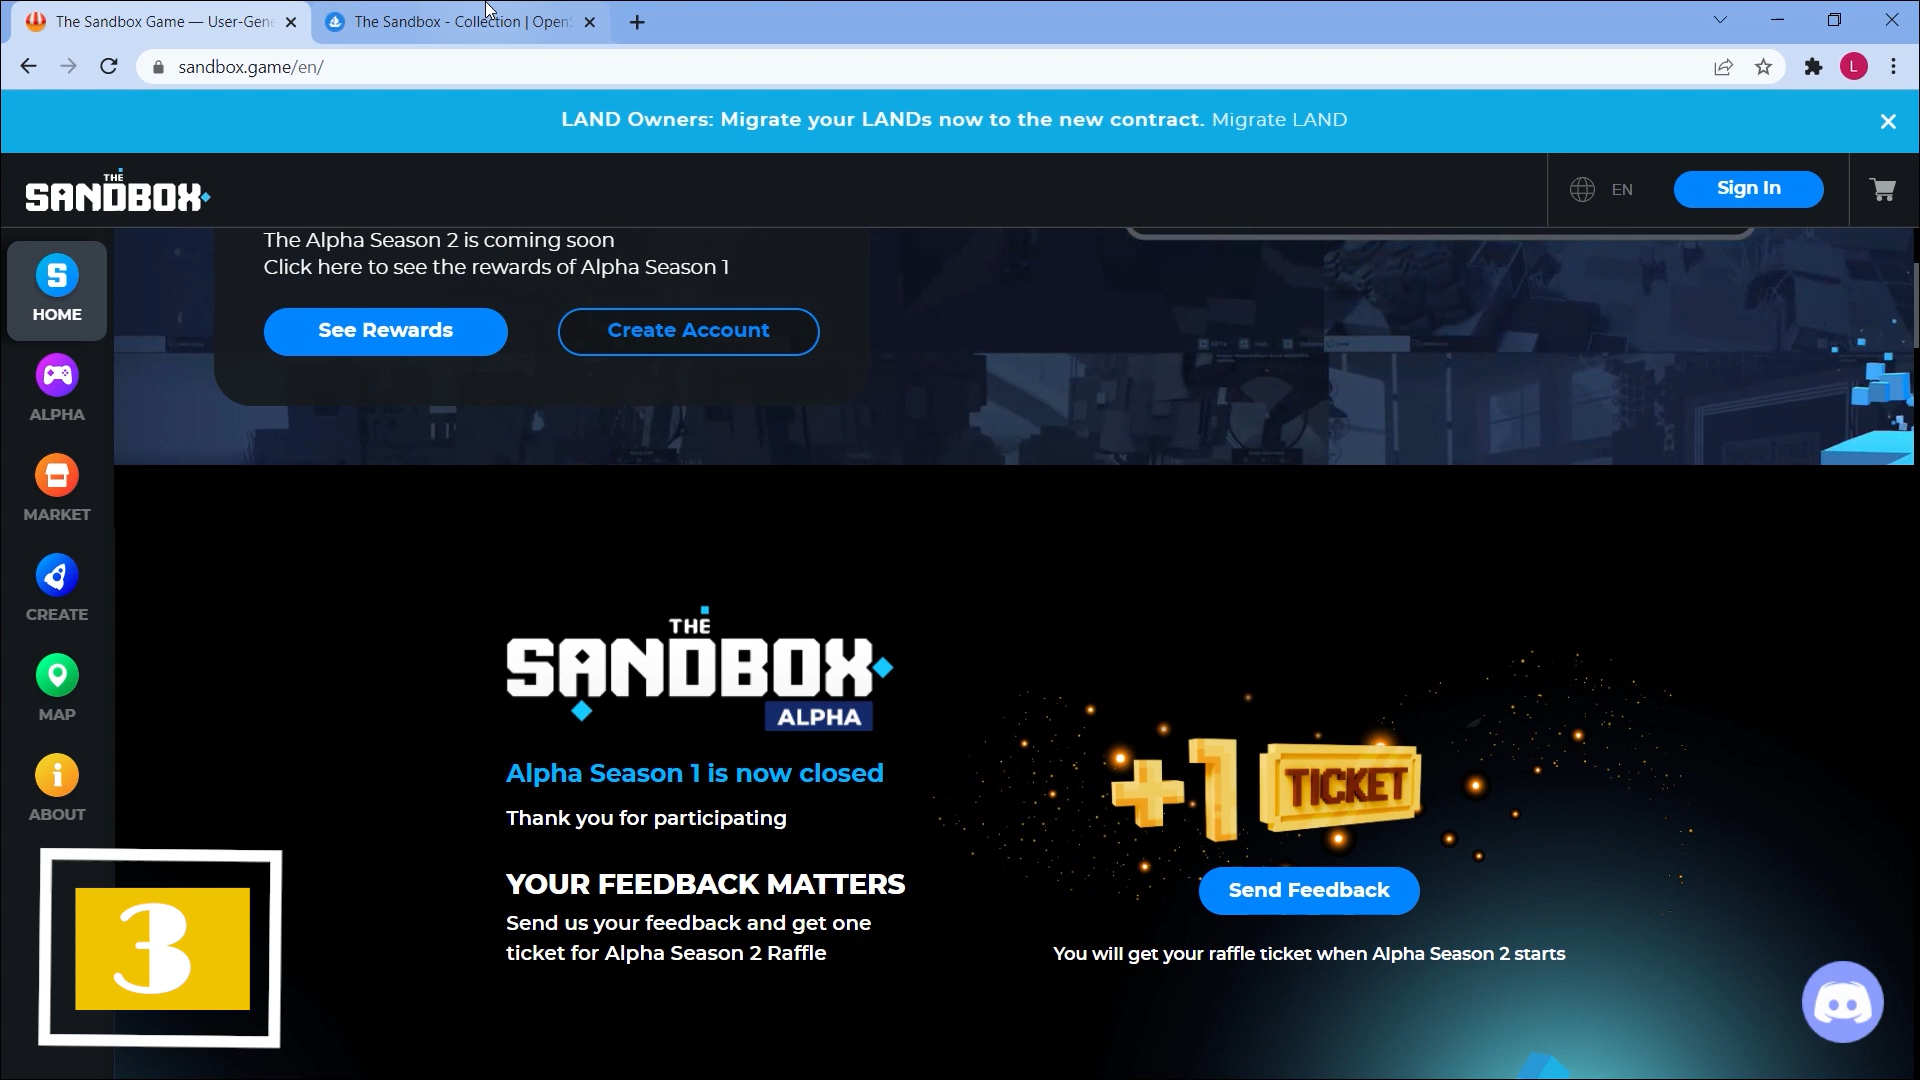 The Sandbox Game — User-Gene
The Sandbox - Collection | OpenS
sandbox.game/en/
L
LAND Owners: Migrate your LANDs now to the new contract. Migrate LAND
THE
SANDBOX
EN
Sign In
The Alpha Season 2 is coming soon
Click here to see the rewards of Alpha Season 1
See Rewards
Create Account
S
HOME
ALPHA
MARKET
CREATE
MAP
ABOUT
THE
SANDBOX
ALPHA
Alpha Season 1 is now closed
Thank you for participating
YOUR FEEDBACK MATTERS
Send us your feedback and get one
ticket for Alpha Season 2 Raffle
+1 TICKET
Send Feedback
You will get your raffle ticket when Alpha Season 2 starts
3